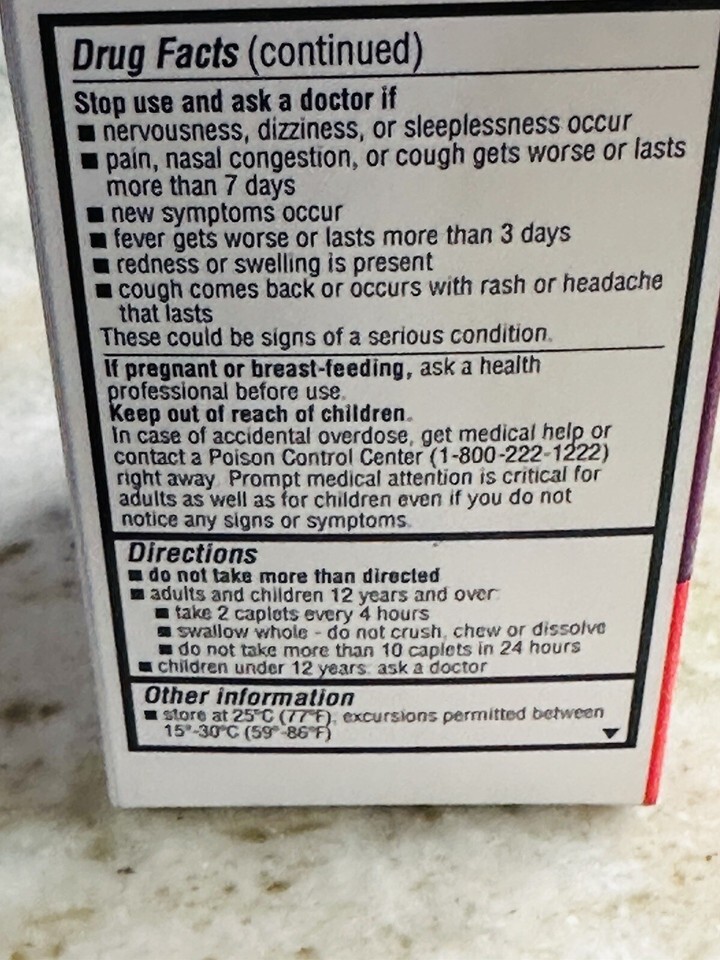 Drug Facts (continued)
Stop use and ask a doctor if
■ nervousness, dizziness, or sleeplessness occur
■ pain, nasal congestion, or cough gets worse or lasts
more than 7 days
■ new symptoms occur
■ fever gets worse or lasts more than 3 days
■ redness or swelling is present
■ cough comes back or occurs with rash or headache
that lasts
These could be signs of a serious condition.
If pregnant or breast-feeding, ask a health
professional before use.
Keep out of reach of children.
In case of accidental overdose, get medical help or
contact a Poison Control Center (1-800-222-1222)
right away. Prompt medical attention is critical for
adults as well as for children even if you do not
notice any signs or symptoms.
Directions
■ do not take more than directed
■ adults and children 12 years and over:
■ take 2 caplets every 4 hours
■ swallow whole - do not crush, chew or dissolve
■ do not take more than 10 caplets in 24 hours
■ children under 12 years: ask a doctor
Other information
■ store at 25°C (77°F); excursions permitted between
15°-30°C (59°-86°F)